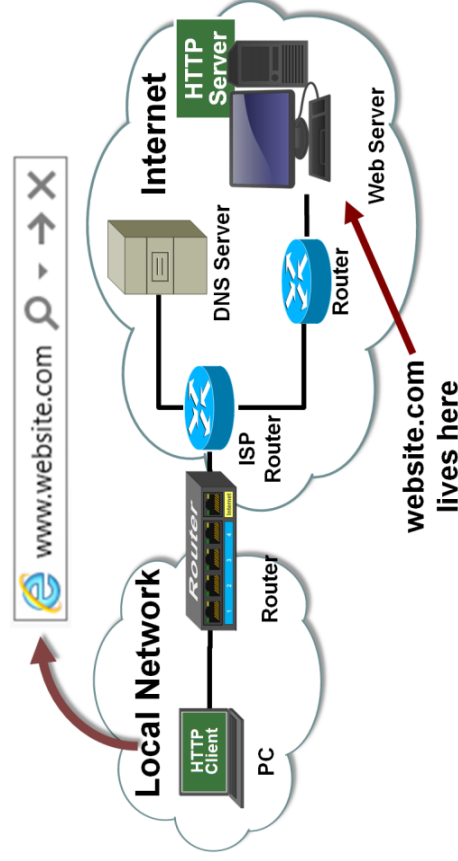 www.website.com
Local Network
HTTP
Client
PC
Router
1 2 3 4
Internet
Router
ISP
Router
Internet
DNS Server
HTTP
Server
Router
Web Server
website.com
lives here